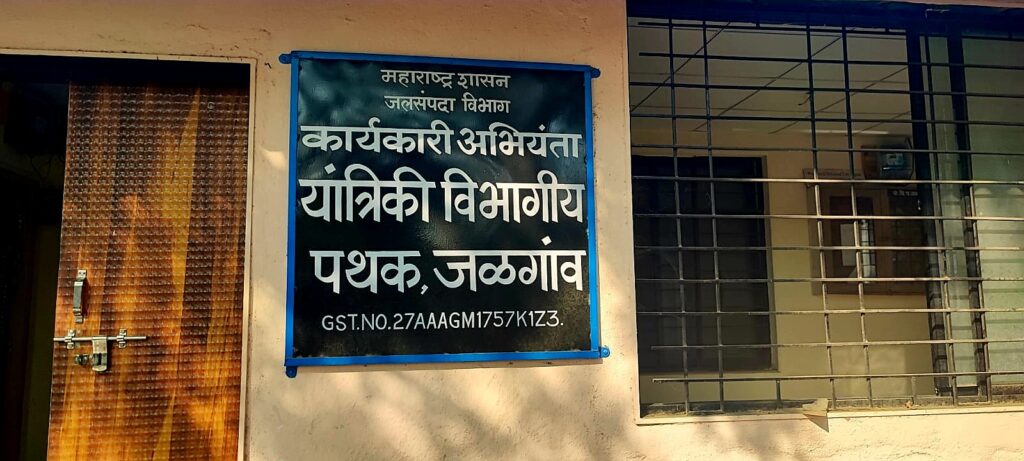 महाराष्ट्र शासन
जलसंपदा विभाग
कार्यकारी अभियंता
यांत्रिकी विभागीय
पथक, जळगांव
GST.NO.27AAAGM1757K1Z3.